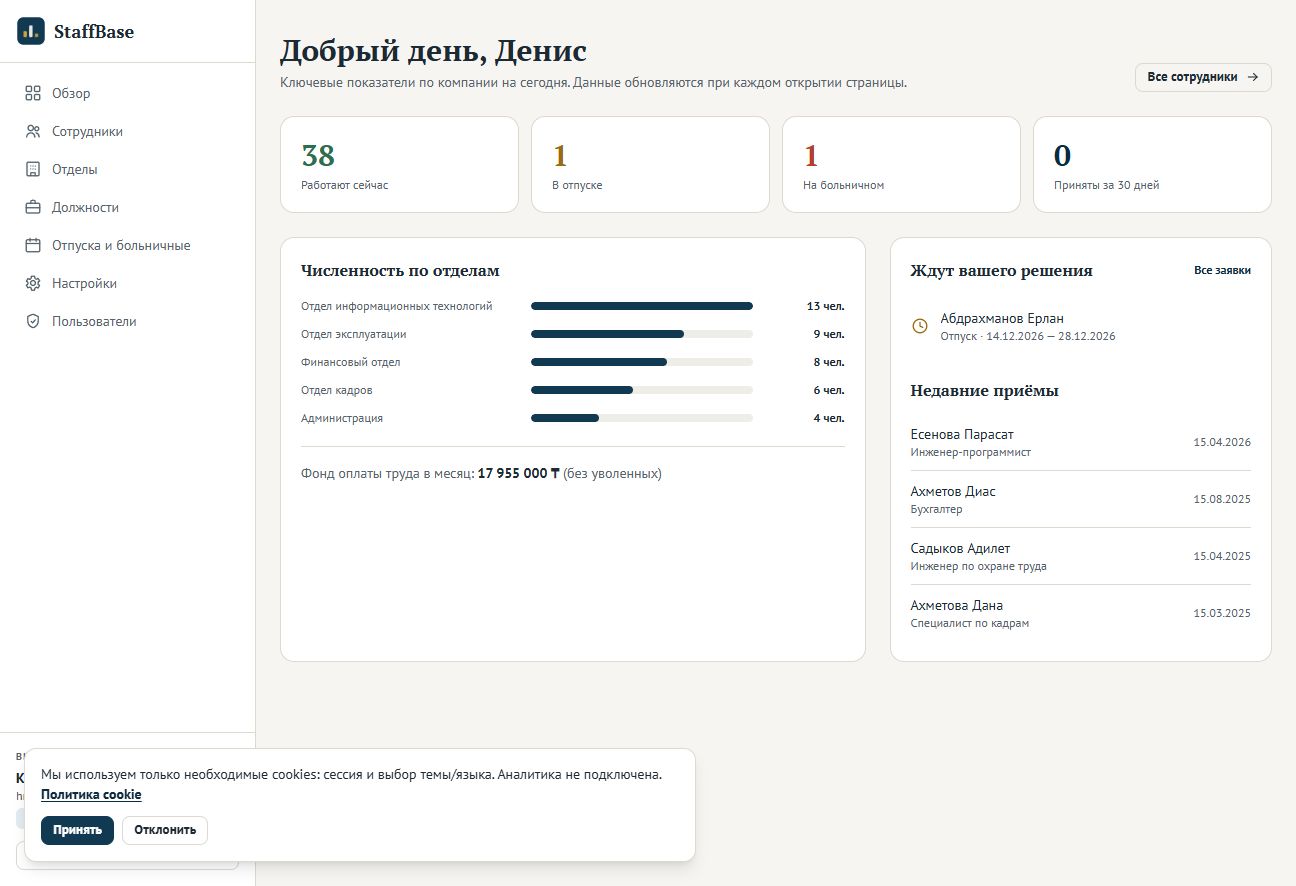 StaffBase
Обзор
Сотрудники
Отделы
Должности
Отпуска и больничные
Настройки
Пользователи
Добрый день, Денис
Ключевые показатели по компании на сегодня. Данные обновляются при каждом открытии страницы.
Все сотрудники
38
Работают сейчас
1
В отпуске
1
На больничном
0
Приняты за 30 дней
Численность по отделам
Отдел информационных технологий 13 чел.
Отдел эксплуатации 9 чел.
Финансовый отдел 8 чел.
Отдел кадров 6 чел.
Администрация 4 чел.
Фонд оплаты труда в месяц: 17 955 000 ₸ (без уволенных)
Ждут вашего решения
Все заявки
Абдрахманов Ерлан
Отпуск · 14.12.2026 — 28.12.2026
Недавние приёмы
Есенова Парасат
Инженер-программист
15.04.2026
Ахметов Диас
Бухгалтер
15.08.2025
Садыков Адилет
Инженер по охране труда
15.04.2025
Ахметова Дана
Специалист по кадрам
15.03.2025
Мы используем только необходимые cookies: сессия и выбор темы/языка. Аналитика не подключена.
Политика cookie
Принять
Отклонить